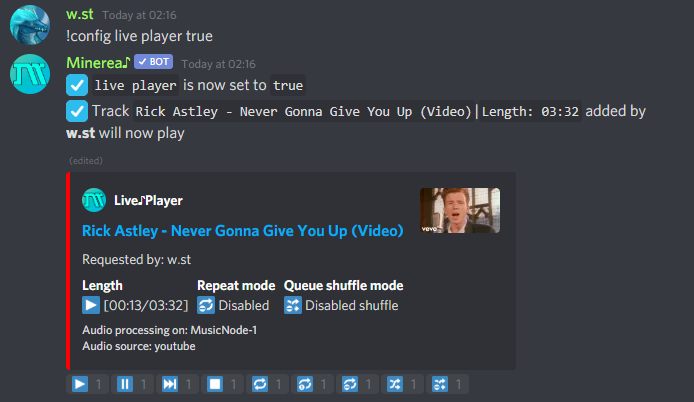 w.st Today at 02:16
!config live player true
Minerea♪ ✓ BOT Today at 02:16
✓ live player is now set to true
✓ Track Rick Astley - Never Gonna Give You Up (Video)|Length: 03:32 added by
w.st will now play
(edited)
Live♪Player
Rick Astley - Never Gonna Give You Up (Video)
vevo
Requested by: w.st
Length Repeat mode Queue shuffle mode
▶ [00:13/03:32] 🔁 Disabled 🔀 Disabled shuffle
Audio processing on: MusicNode-1
Audio source: youtube
1 1 1 1 1 1 1 1 1